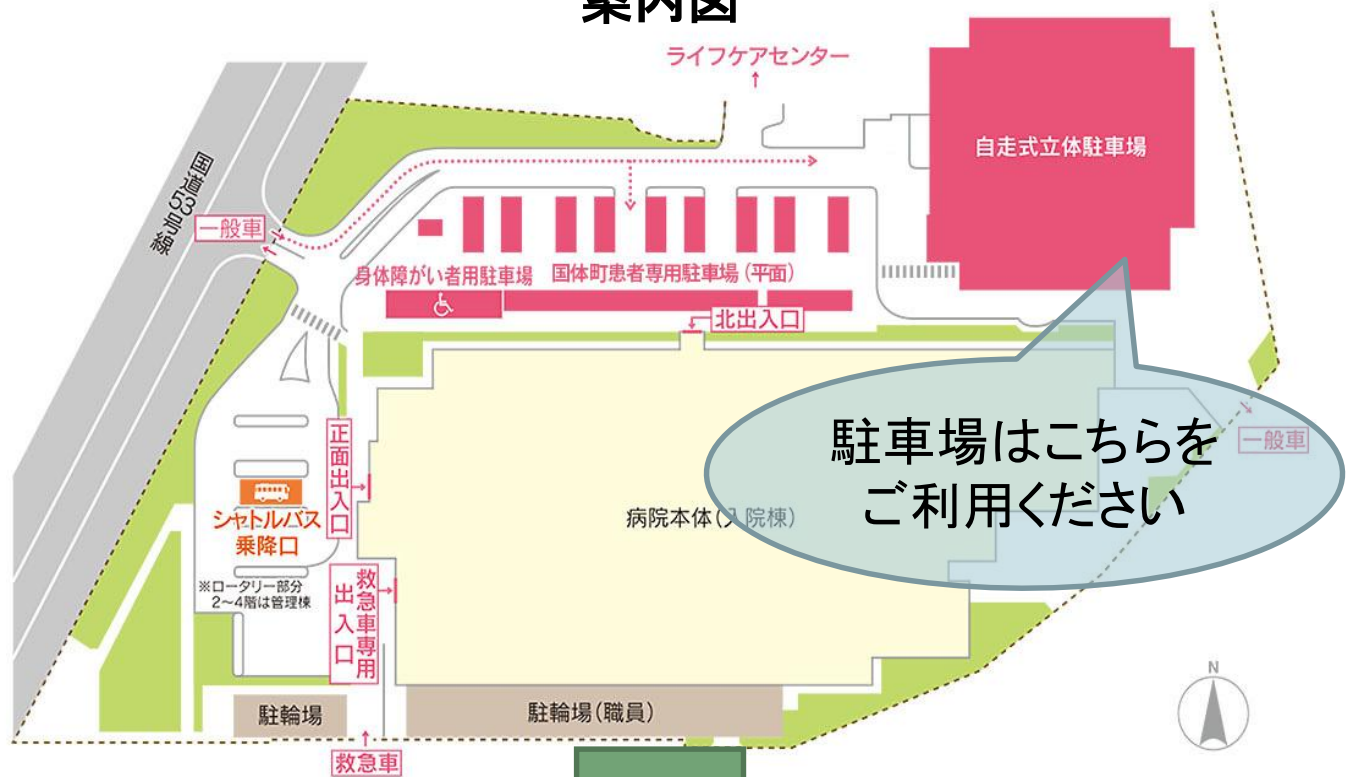 案内図
ライフケアセンター
自走式立体駐車場
国道53号線
一般車
身体障がい者用駐車場
国体町患者専用駐車場(平面)
北出入口
駐車場はこちらを
ご利用ください
一般車
正面出入口
シャトルバス
乗降口
病院本体(入院棟)
※ロータリー部分
2〜4階は管理棟
救急車専用
出入口
駐輪場
駐輪場(職員)
救急車
N